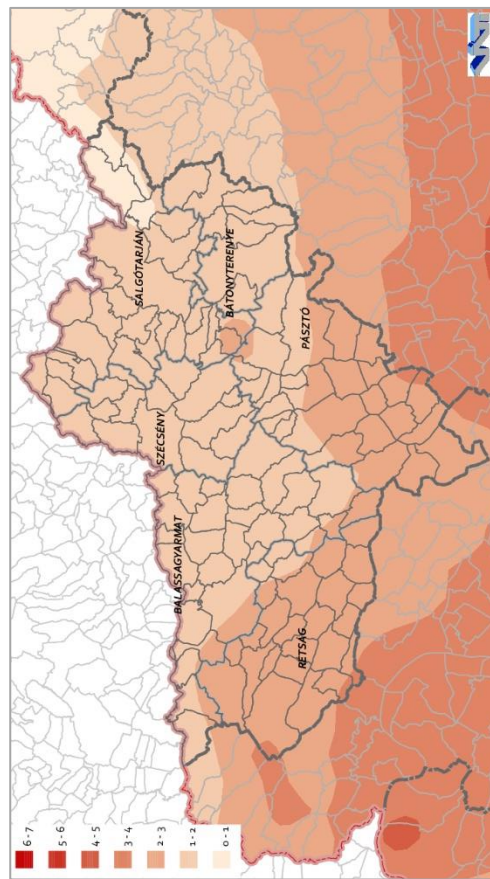 6 - 7
5 - 6
4 - 5
3 - 4
2 - 3
1 - 2
0 - 1
SALGÓTARJÁN
BÁTONYTERENYE
PÁSZTÓ
SZÉCSÉNY
BALASSAGYARMAT
RÉTSÁG